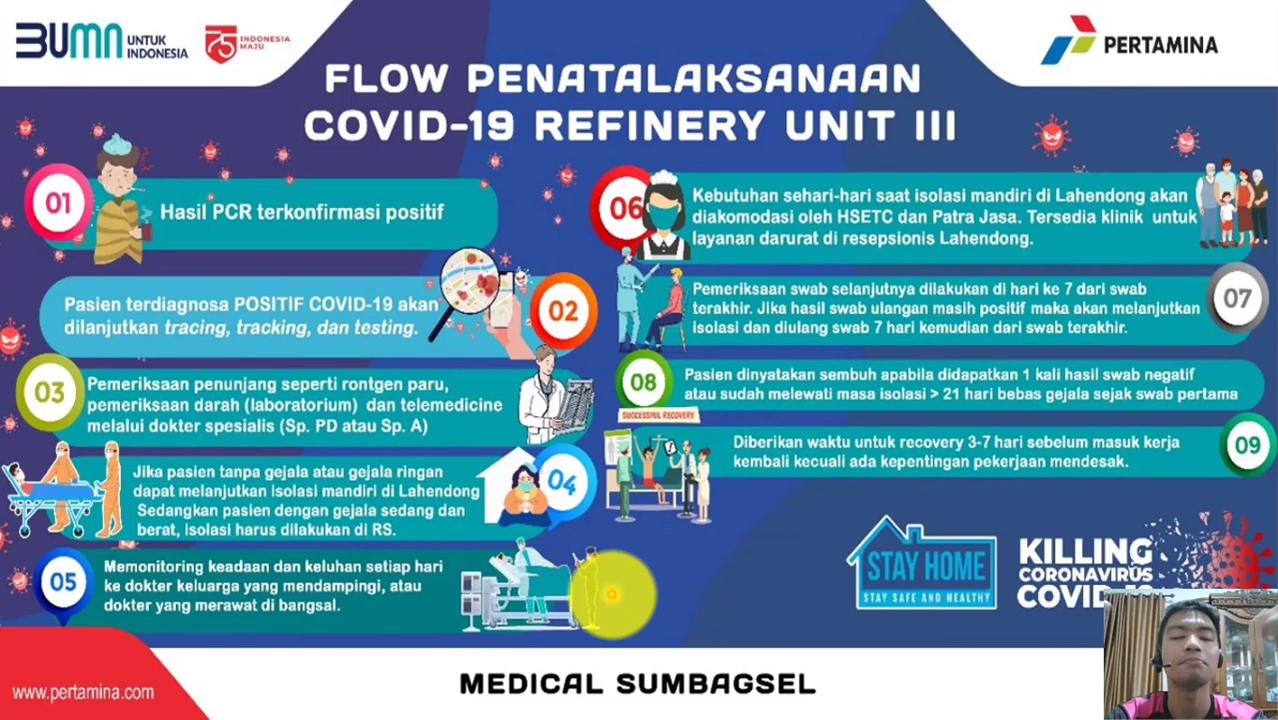 BUMN UNTUK
INDONESIA
75 INDONESIA
MAJU
PERTAMINA
FLOW PENATALAKSANAAN
COVID-19 REFINERY UNIT III
01
Hasil PCR terkonfirmasi positif
Pasien terdiagnosa POSITIF COVID-19 akan
dilanjutkan tracing, tracking, dan testing.
02
03
Pemeriksaan penunjang seperti rontgen paru,
pemeriksaan darah (laboratorium) dan telemedicine
melalui dokter spesialis (Sp. PD atau Sp. A)
Jika pasien tanpa gejala atau gejala ringan
dapat melanjutkan isolasi mandiri di Lahendong
Sedangkan pasien dengan gejala sedang dan
berat, isolasi harus dilakukan di RS.
04
05
Memonitoring keadaan dan keluhan setiap hari
ke dokter keluarga yang mendampingi, atau
dokter yang merawat di bangsal.
06
Kebutuhan sehari-hari saat isolasi mandiri di Lahendong akan
diakomodasi oleh HSETC dan Patra Jasa. Tersedia klinik untuk
layanan darurat di resepsionis Lahendong.
Pemeriksaan swab selanjutnya dilakukan di hari ke 7 dari swab
terakhir. Jika hasil swab ulangan masih positif maka akan melanjutkan
isolasi dan diulang swab 7 hari kemudian dari swab terakhir.
07
08
Pasien dinyatakan sembuh apabila didapatkan 1 kali hasil swab negatif
atau sudah melewati masa isolasi > 21 hari bebas gejala sejak swab pertama
SUCCESSFUL RECOVERY
Diberikan waktu untuk recovery 3-7 hari sebelum masuk kerja
kembali kecuali ada kepentingan pekerjaan mendesak.
09
STAY HOME
STAY SAFE AND HEALTHY
KILLING
CORONAVIRUS
www.pertamina.com
MEDICAL SUMBAGSEL